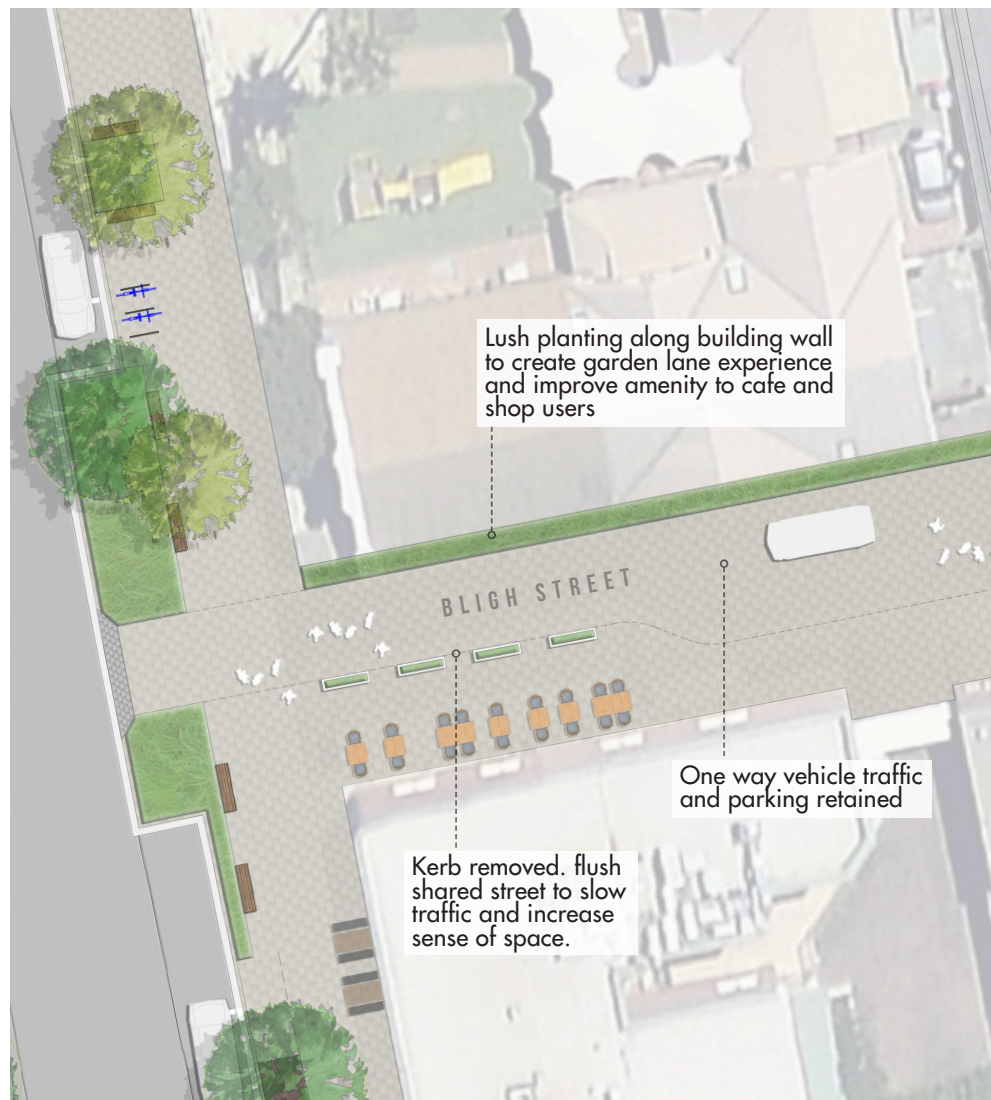 Lush planting along building wall
to create garden lane experience
and improve amenity to cafe and
shop users
BLIGH STREET
One way vehicle traffic
and parking retained
Kerb removed. flush
shared street to slow
traffic and increase
sense of space.